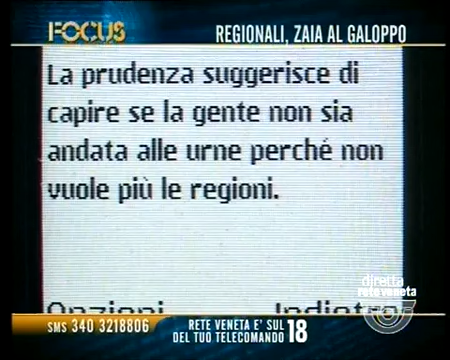 FOCUS
REGIONALI, ZAIA AL GALOPPO
La prudenza suggerisce di
capire se la gente non sia
andata alle urne perché non
vuole più le regioni.
Opzioni Indietro
diretta
rete veneta
SMS 340 3218806
RETE VENETA E' SUL 18
DEL TUO TELECOMANDO